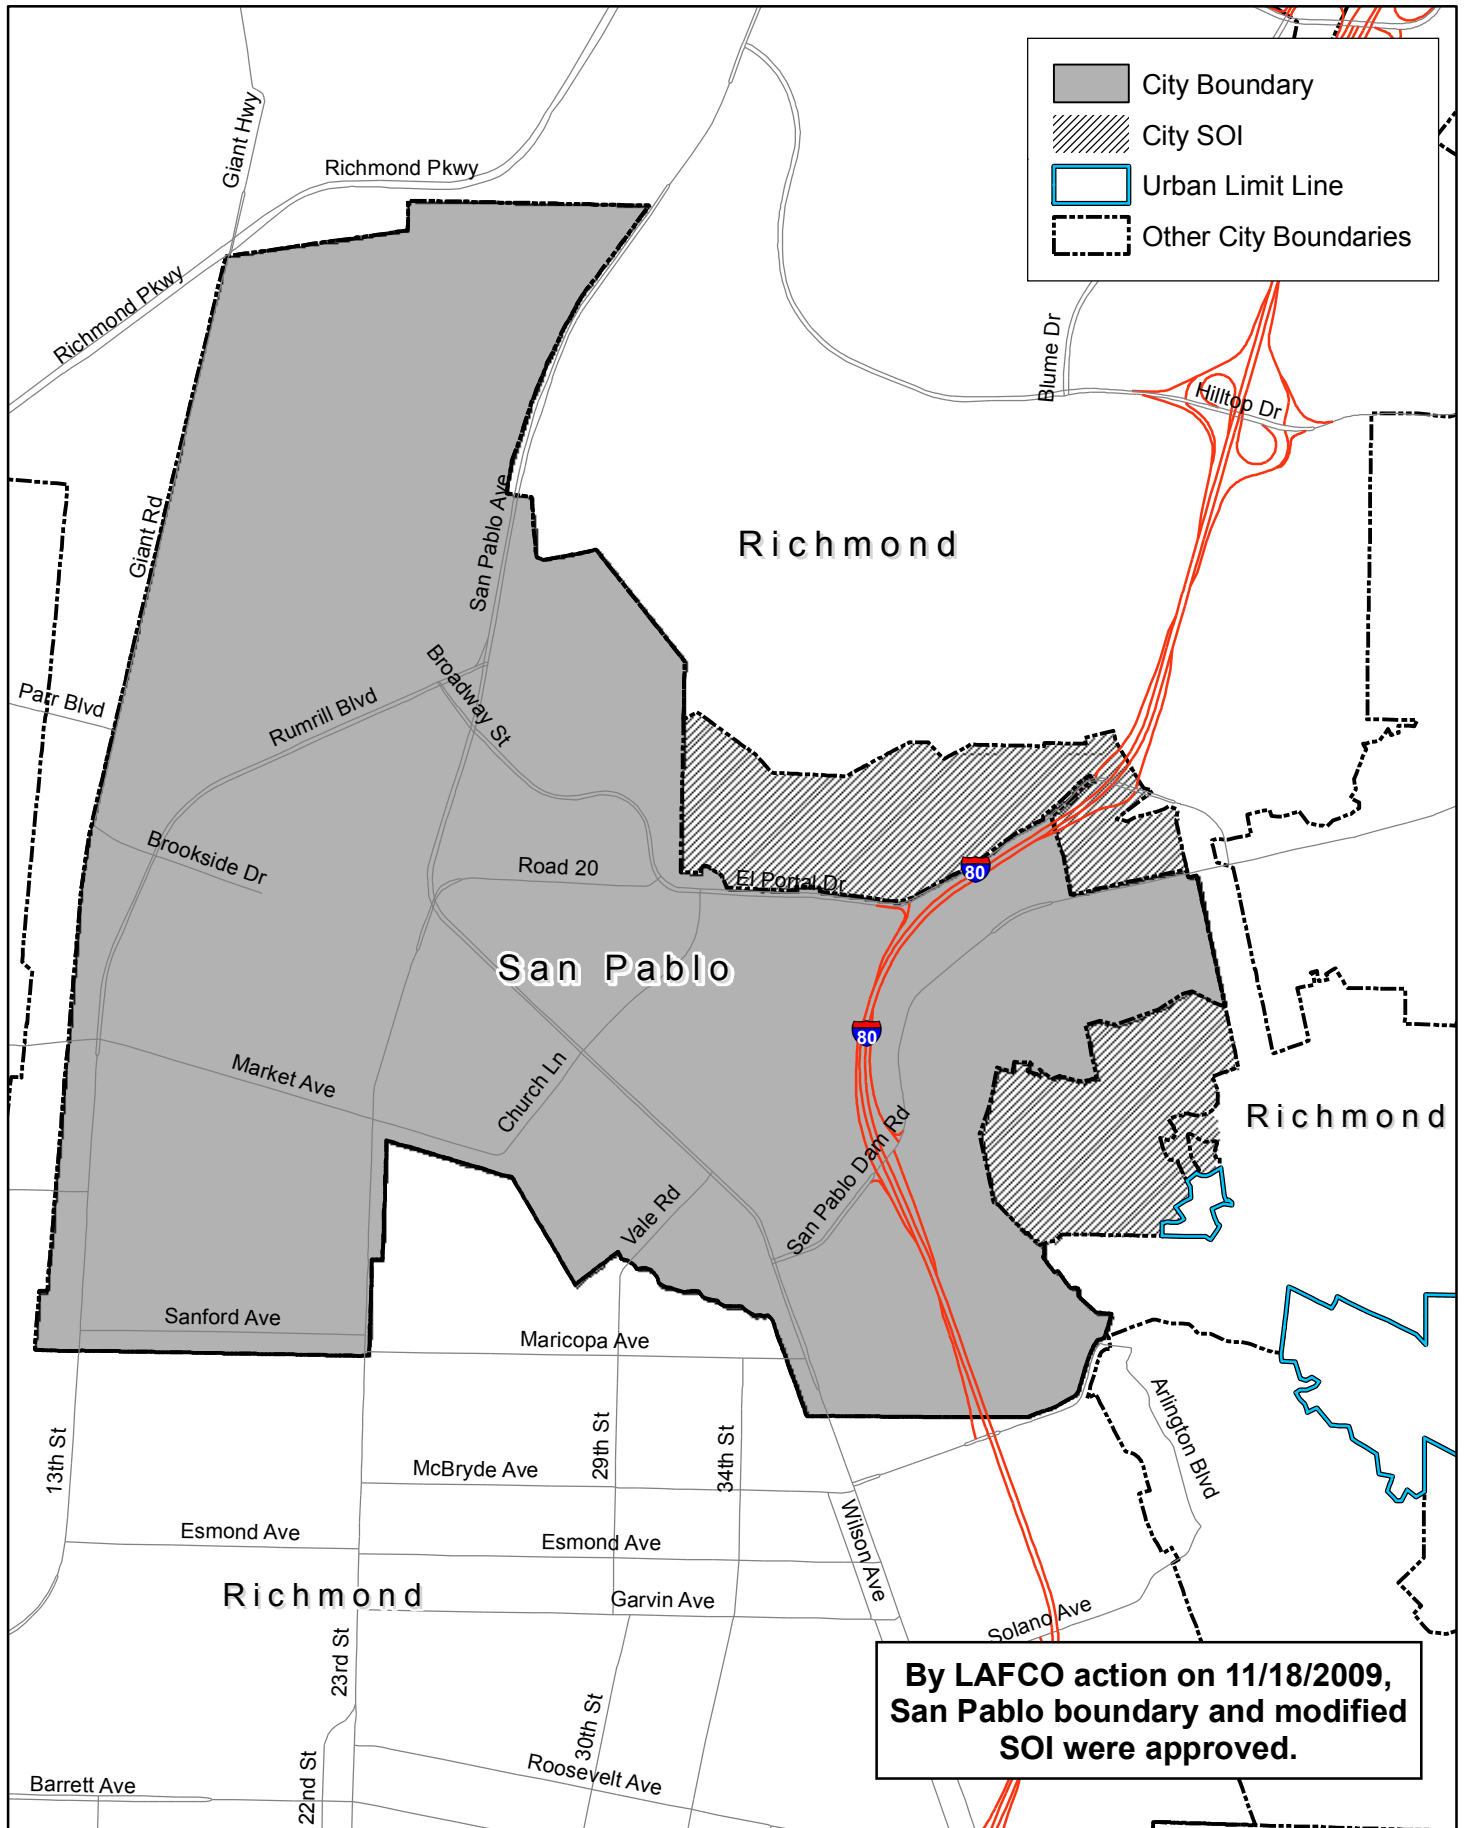 City Boundary
City SOI
Urban Limit Line
Other City Boundaries
Giant Hwy
Richmond Pkwy
Richmond Pkwy
Blume Dr
Hilltop Dr
Giant Rd
San Pablo Ave
Richmond
Parr Blvd
Rumrill Blvd
Broadway St
Brookside Dr
Road 20
El Portal Dr
80
San Pablo
80
Market Ave
Church Ln
Richmond
San Pablo Dam Rd
Vale Rd
Sanford Ave
Maricopa Ave
Arlington Blvd
13th St
29th St
34th St
McBryde Ave
Wilson Ave
Esmond Ave
Esmond Ave
Richmond
Garvin Ave
Solano Ave
23rd St
By LAFCO action on 11/18/2009,
San Pablo boundary and modified
SOI were approved.
30th St
22nd St
Roosevelt Ave
Barrett Ave